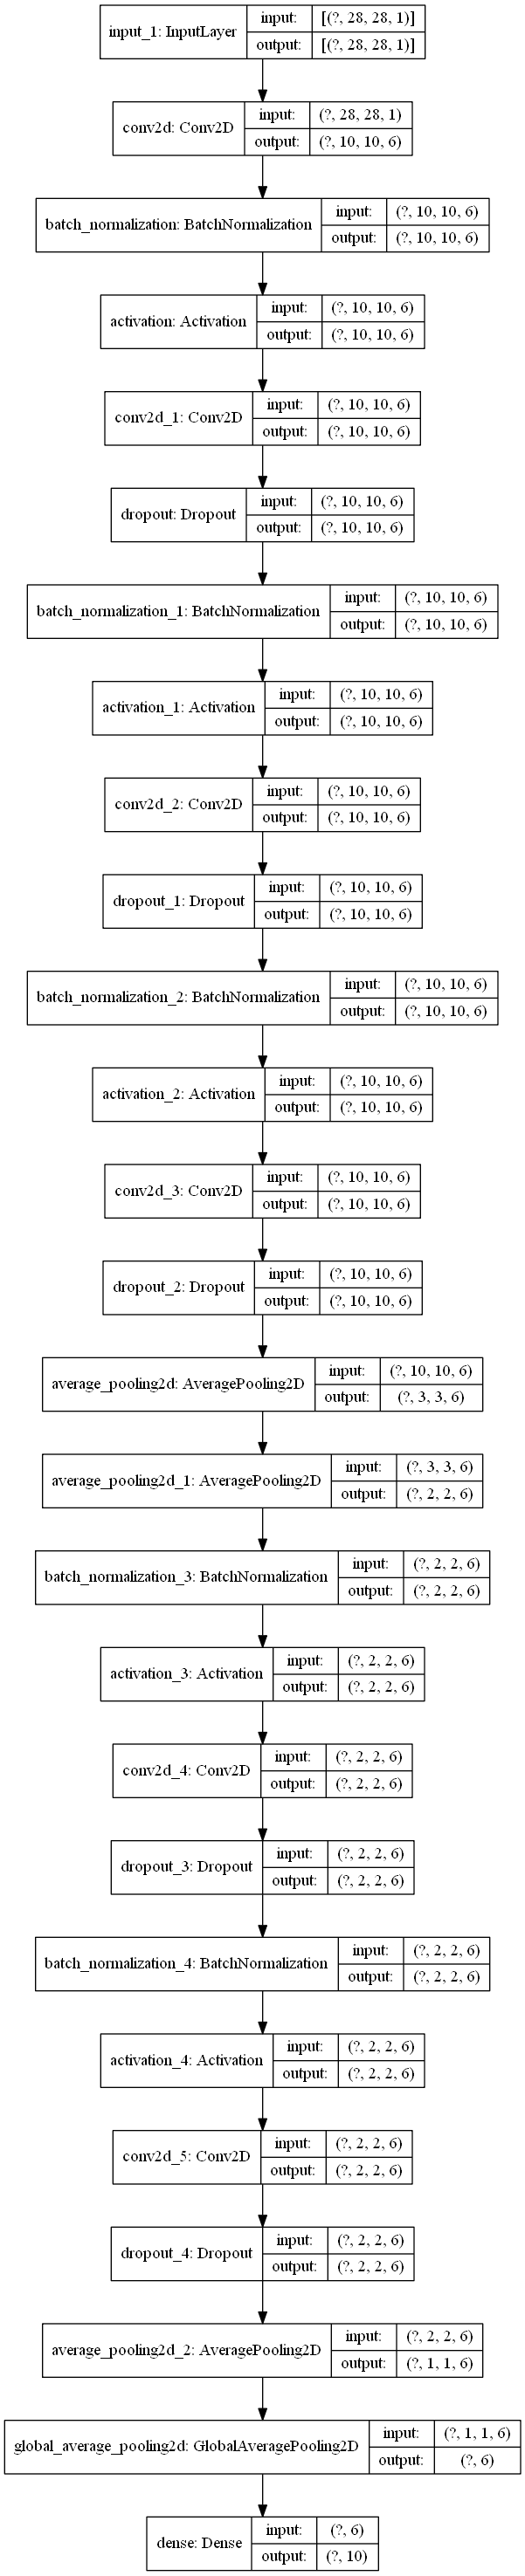 input_1: InputLayer
input: [(?, 28, 28, 1)]
output: [(?, 28, 28, 1)]
conv2d: Conv2D
input: (?, 28, 28, 1)
output: (?, 10, 10, 6)
batch_normalization: BatchNormalization
input: (?, 10, 10, 6)
output: (?, 10, 10, 6)
activation: Activation
input: (?, 10, 10, 6)
output: (?, 10, 10, 6)
conv2d_1: Conv2D
input: (?, 10, 10, 6)
output: (?, 10, 10, 6)
dropout: Dropout
input: (?, 10, 10, 6)
output: (?, 10, 10, 6)
batch_normalization_1: BatchNormalization
input: (?, 10, 10, 6)
output: (?, 10, 10, 6)
activation_1: Activation
input: (?, 10, 10, 6)
output: (?, 10, 10, 6)
conv2d_2: Conv2D
input: (?, 10, 10, 6)
output: (?, 10, 10, 6)
dropout_1: Dropout
input: (?, 10, 10, 6)
output: (?, 10, 10, 6)
batch_normalization_2: BatchNormalization
input: (?, 10, 10, 6)
output: (?, 10, 10, 6)
activation_2: Activation
input: (?, 10, 10, 6)
output: (?, 10, 10, 6)
conv2d_3: Conv2D
input: (?, 10, 10, 6)
output: (?, 10, 10, 6)
dropout_2: Dropout
input: (?, 10, 10, 6)
output: (?, 10, 10, 6)
average_pooling2d: AveragePooling2D
input: (?, 10, 10, 6)
output: (?, 3, 3, 6)
average_pooling2d_1: AveragePooling2D
input: (?, 3, 3, 6)
output: (?, 2, 2, 6)
batch_normalization_3: BatchNormalization
input: (?, 2, 2, 6)
output: (?, 2, 2, 6)
activation_3: Activation
input: (?, 2, 2, 6)
output: (?, 2, 2, 6)
conv2d_4: Conv2D
input: (?, 2, 2, 6)
output: (?, 2, 2, 6)
dropout_3: Dropout
input: (?, 2, 2, 6)
output: (?, 2, 2, 6)
batch_normalization_4: BatchNormalization
input: (?, 2, 2, 6)
output: (?, 2, 2, 6)
activation_4: Activation
input: (?, 2, 2, 6)
output: (?, 2, 2, 6)
conv2d_5: Conv2D
input: (?, 2, 2, 6)
output: (?, 2, 2, 6)
dropout_4: Dropout
input: (?, 2, 2, 6)
output: (?, 2, 2, 6)
average_pooling2d_2: AveragePooling2D
input: (?, 2, 2, 6)
output: (?, 1, 1, 6)
global_average_pooling2d: GlobalAveragePooling2D
input: (?, 1, 1, 6)
output: (?, 6)
dense: Dense
input: (?, 6)
output: (?, 10)